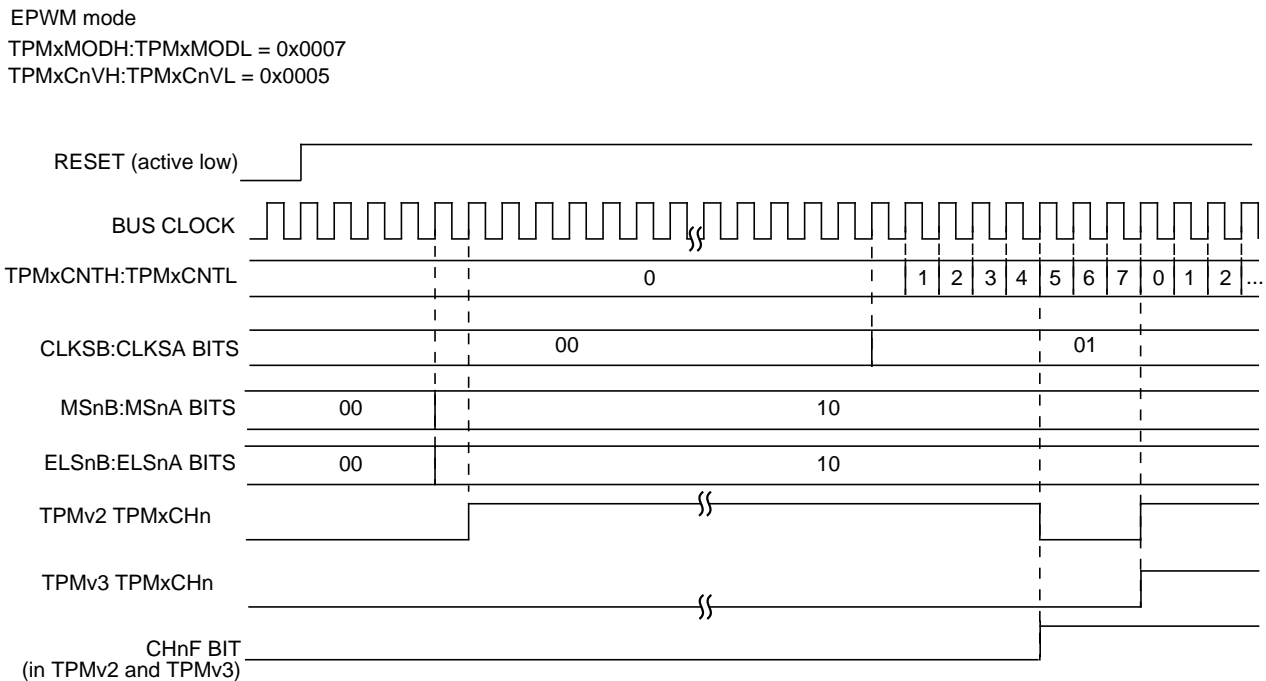 EPWM mode
TPMxMODH:TPMxMODL = 0x0007
TPMxCnVH:TPMxCnVL = 0x0005
RESET (active low)
BUS CLOCK
TPMxCNTH:TPMxCNTL 0 1 2 3 4 5 6 7 0 1 2 ...
CLKSB:CLKSA BITS 00 01
MSnB:MSnA BITS 00 10
ELSnB:ELSnA BITS 00 10
TPMv2 TPMxCHn
TPMv3 TPMxCHn
CHnF BIT
(in TPMv2 and TPMv3)